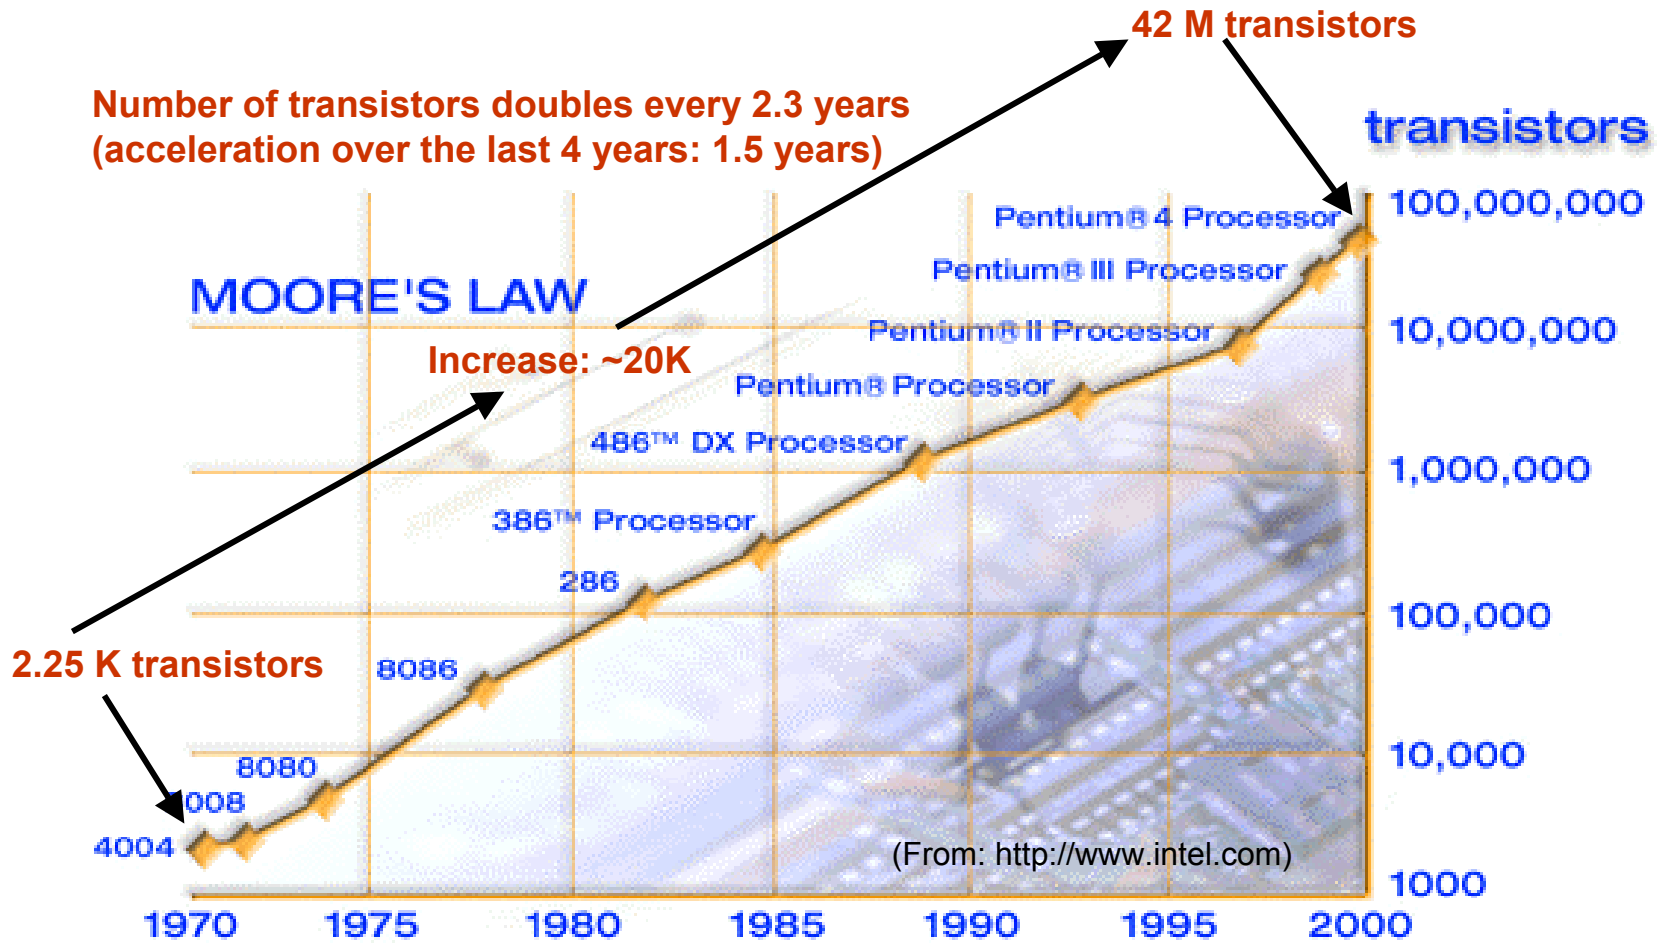 42 M transistors
Number of transistors doubles every 2.3 years
(acceleration over the last 4 years: 1.5 years)
transistors
100,000,000
Pentium® 4 Processor
Pentium® III Processor
MOORE'S LAW
Pentium® II Processor
10,000,000
Increase: ~20K
Pentium® Processor
486™ DX Processor
1,000,000
386™ Processor
286
100,000
2.25 K transistors
8086
8080
10,000
008
4004
(From: http://www.intel.com)
1000
1970 1975 1980 1985 1990 1995 2000